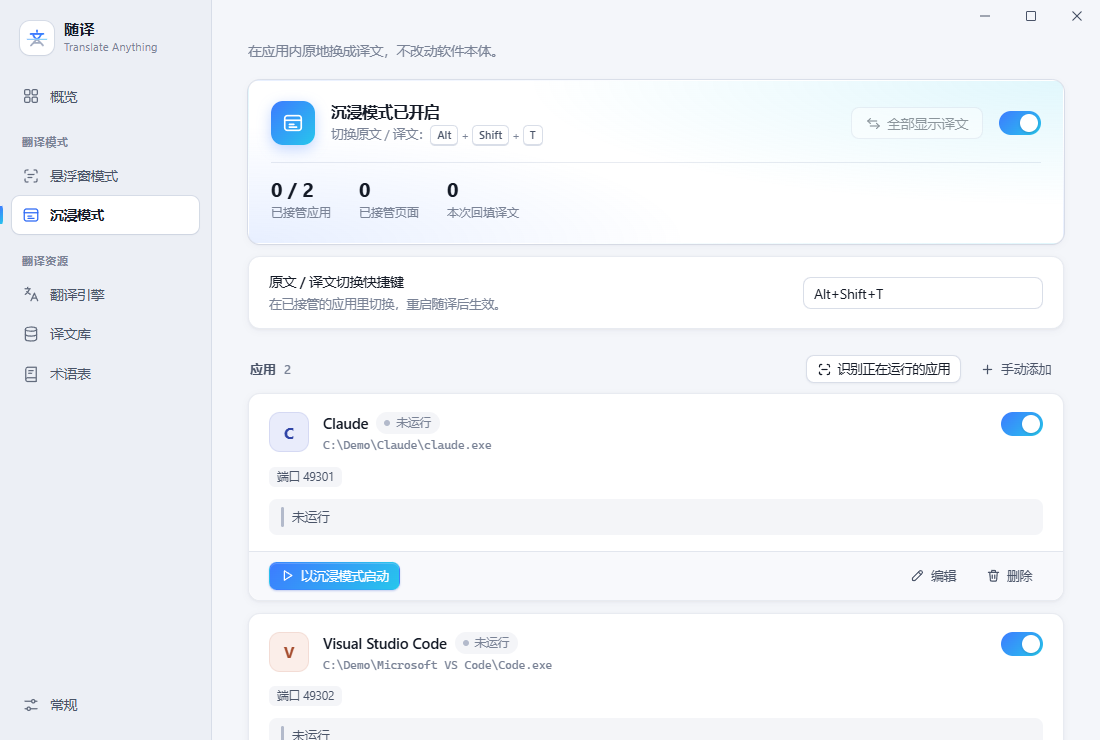 随译
Translate Anything
概览
翻译模式
悬浮窗模式
沉浸模式
翻译资源
翻译引擎
译文库
术语表
常规
在应用内原地换成译文，不改动软件本体。
沉浸模式已开启
切换原文 / 译文： Alt + Shift + T
全部显示译文
0 / 2 0 0
已接管应用 已接管页面 本次回填译文
原文 / 译文切换快捷键
在已接管的应用里切换，重启随译后生效。
Alt+Shift+T
应用 2
识别正在运行的应用
手动添加
C
Claude 未运行
C:\Demo\Claude\claude.exe
端口 49301
未运行
以沉浸模式启动
编辑 删除
V
Visual Studio Code 未运行
C:\Demo\Microsoft VS Code\Code.exe
端口 49302
未运行